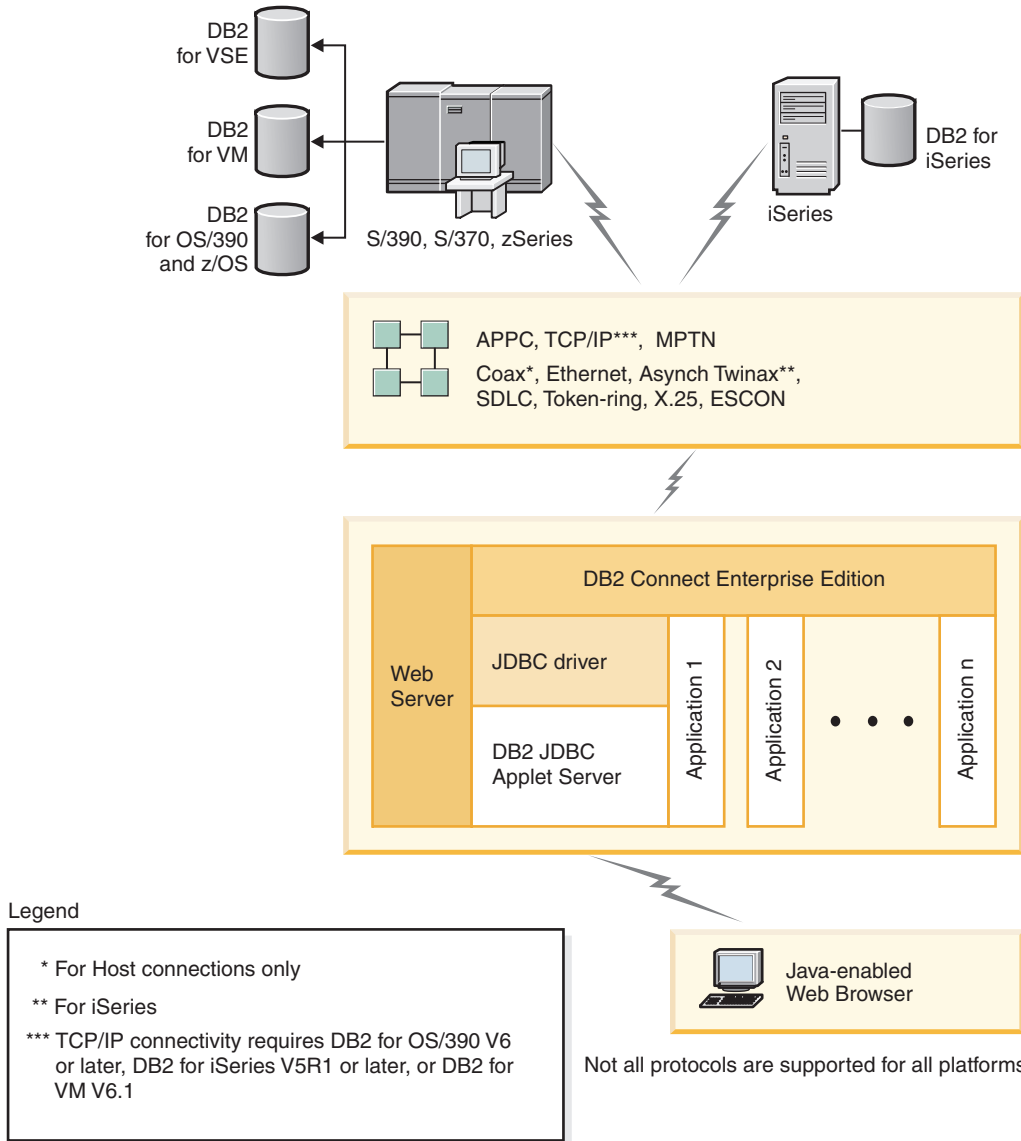 DB2
for VSE
DB2
for VM
DB2
for OS/390
and z/OS
S/390, S/370, zSeries
iSeries
DB2 for
iSeries
APPC, TCP/IP***, MPTN
Coax*, Ethernet, Asynch Twinax**,
SDLC, Token-ring, X.25, ESCON
DB2 Connect Enterprise Edition
Web
Server
JDBC driver
DB2 JDBC
Applet Server
Application 1
Application 2
Application n
Java-enabled
Web Browser
Not all protocols are supported for all platforms
Legend
* For Host connections only
** For iSeries
*** TCP/IP connectivity requires DB2 for OS/390 V6
or later, DB2 for iSeries V5R1 or later, or DB2 for
VM V6.1